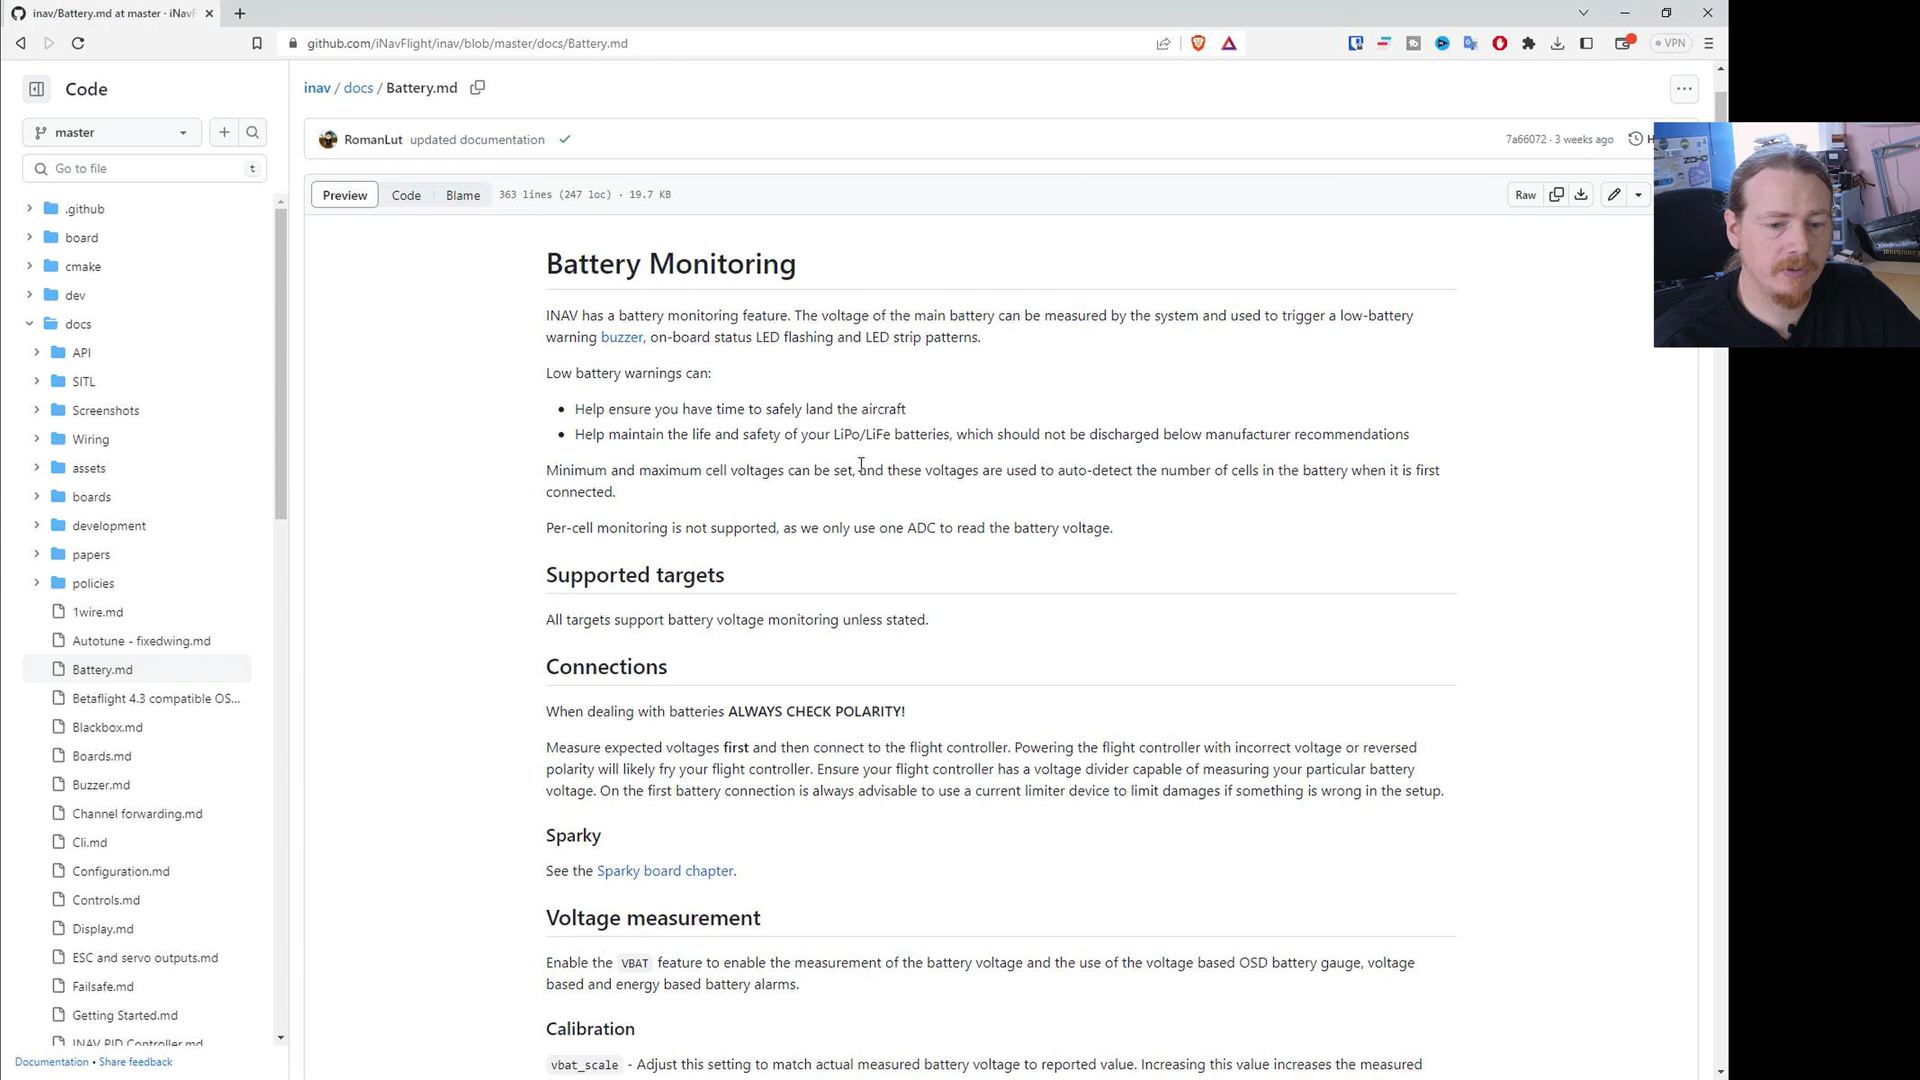 inav/Battery.md at master · iNavF
github.com/iNavFlight/inav/blob/master/docs/Battery.md
VPN
Code
inav / docs / Battery.md
master
RomanLut updated documentation
7a66072 · 3 weeks ago
Go to file
t
Preview
Code
Blame
363 lines (247 loc) · 19.7 KB
Raw
.github
board
cmake
dev
docs
API
SITL
Screenshots
Wiring
assets
boards
development
papers
policies
1wire.md
Autotune - fixedwing.md
Battery.md
Betaflight 4.3 compatible OS...
Blackbox.md
Boards.md
Buzzer.md
Channel forwarding.md
Cli.md
Configuration.md
Controls.md
Display.md
ESC and servo outputs.md
Failsafe.md
Getting Started.md
INAV PID Controller.md
Documentation • Share feedback
Battery Monitoring
INAV has a battery monitoring feature. The voltage of the main battery can be measured by the system and used to trigger a low-battery
warning buzzer, on-board status LED flashing and LED strip patterns.
Low battery warnings can:
• Help ensure you have time to safely land the aircraft
• Help maintain the life and safety of your LiPo/LiFe batteries, which should not be discharged below manufacturer recommendations
Minimum and maximum cell voltages can be set, and these voltages are used to auto-detect the number of cells in the battery when it is first
connected.
Per-cell monitoring is not supported, as we only use one ADC to read the battery voltage.
Supported targets
All targets support battery voltage monitoring unless stated.
Connections
When dealing with batteries ALWAYS CHECK POLARITY!
Measure expected voltages first and then connect to the flight controller. Powering the flight controller with incorrect voltage or reversed
polarity will likely fry your flight controller. Ensure your flight controller has a voltage divider capable of measuring your particular battery
voltage. On the first battery connection is always advisable to use a current limiter device to limit damages if something is wrong in the setup.
Sparky
See the Sparky board chapter.
Voltage measurement
Enable the VBAT feature to enable the measurement of the battery voltage and the use of the voltage based OSD battery gauge, voltage
based and energy based battery alarms.
Calibration
vbat_scale - Adjust this setting to match actual measured battery voltage to reported value. Increasing this value increases the measured